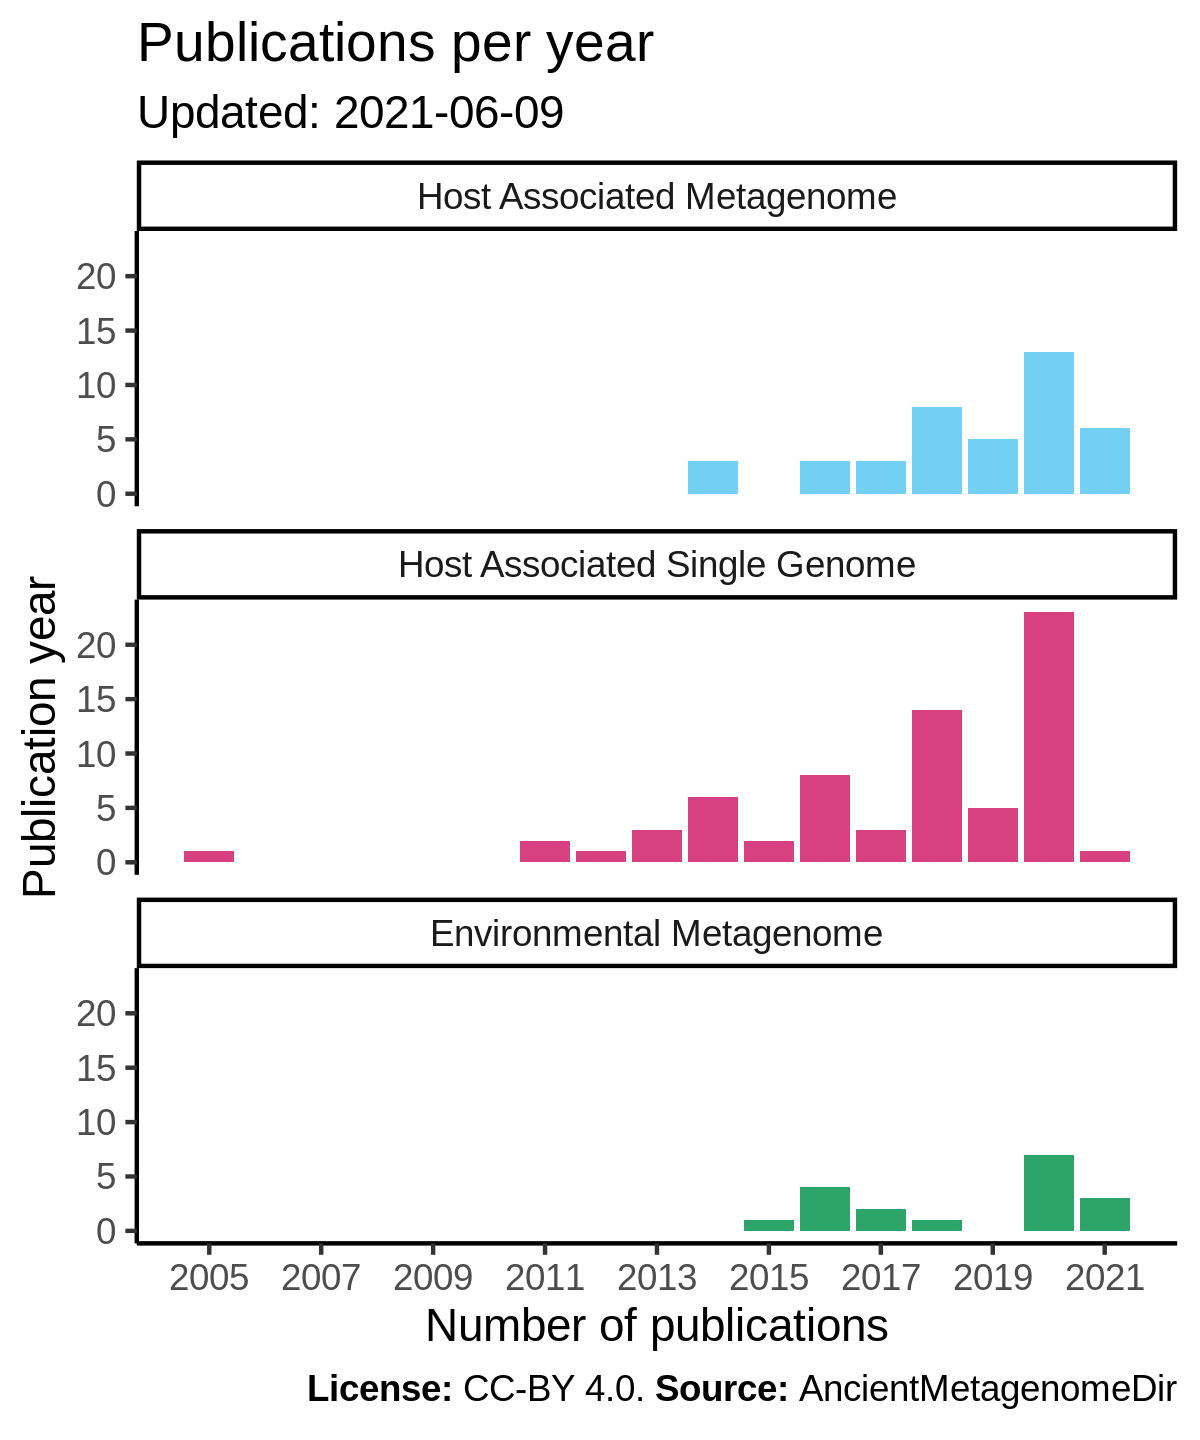 Publications per year
Updated: 2021-06-09
Host Associated Metagenome
20
15
10
5
0
Host Associated Single Genome
20
15
10
5
0
Publication year
Environmental Metagenome
20
15
10
5
0
2005 2007 2009 2011 2013 2015 2017 2019 2021
Number of publications
License: CC-BY 4.0. Source: AncientMetagenomeDir